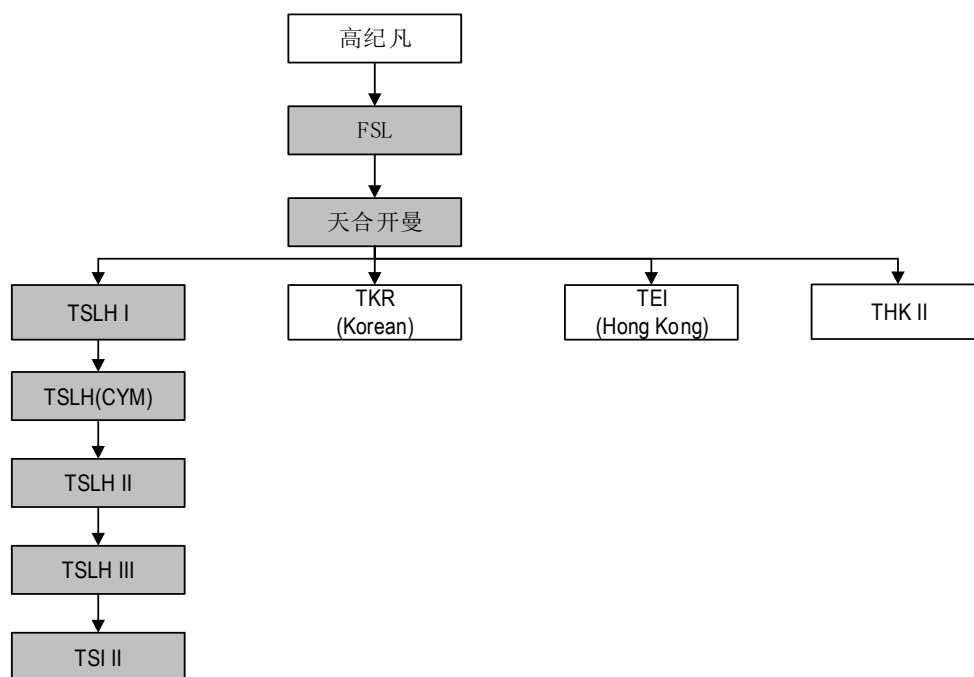 高纪凡
FSL
天合开曼
TSLH I
TKR
(Korean)
TEI
(Hong Kong)
THK II
TSLH(CYM)
TSLH II
TSLH III
TSI II